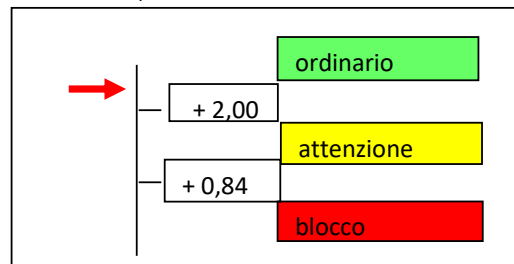 ordinario
+ 2,00
attenzione
+ 0,84
blocco